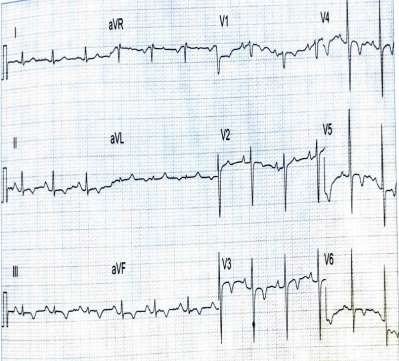 I aVR V1 V4
II aVL V2 V5
III aVF V3 V6